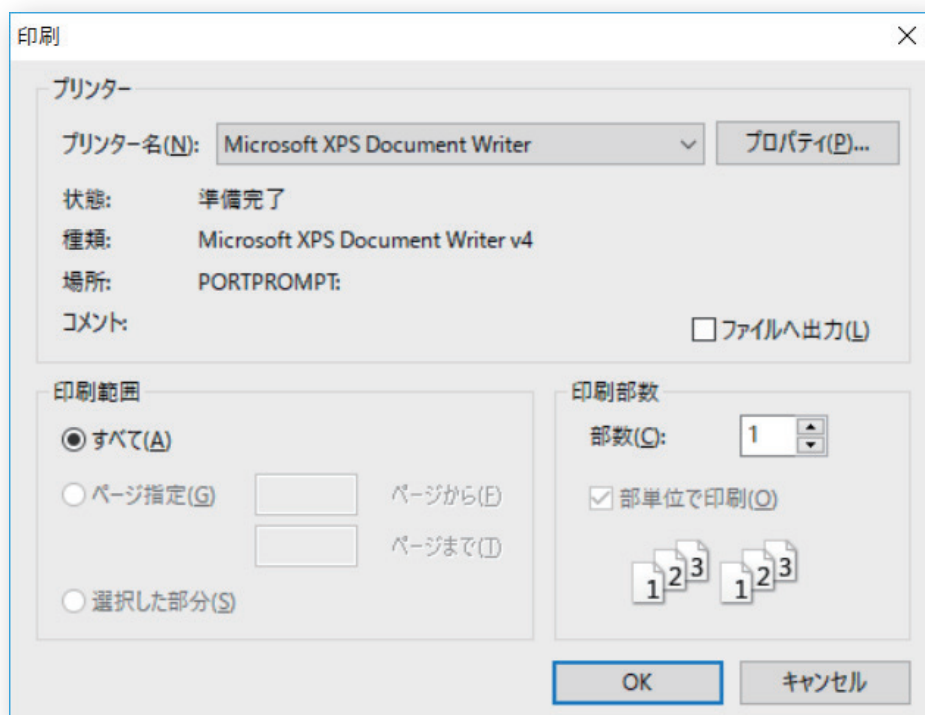 印刷
プリンター
プリンター名(N): Microsoft XPS Document Writer プロパティ(P)...
状態: 準備完了
種類: Microsoft XPS Document Writer v4
場所: PORTPROMPT:
コメント:
ファイルへ出力(L)
印刷範囲
すべて(A)
ページ指定(G) ページから(F)
ページまで(T)
選択した部分(S)
印刷部数
部数(C): 1
部単位で印刷(O)
1 2 3 1 2 3
OK キャンセル